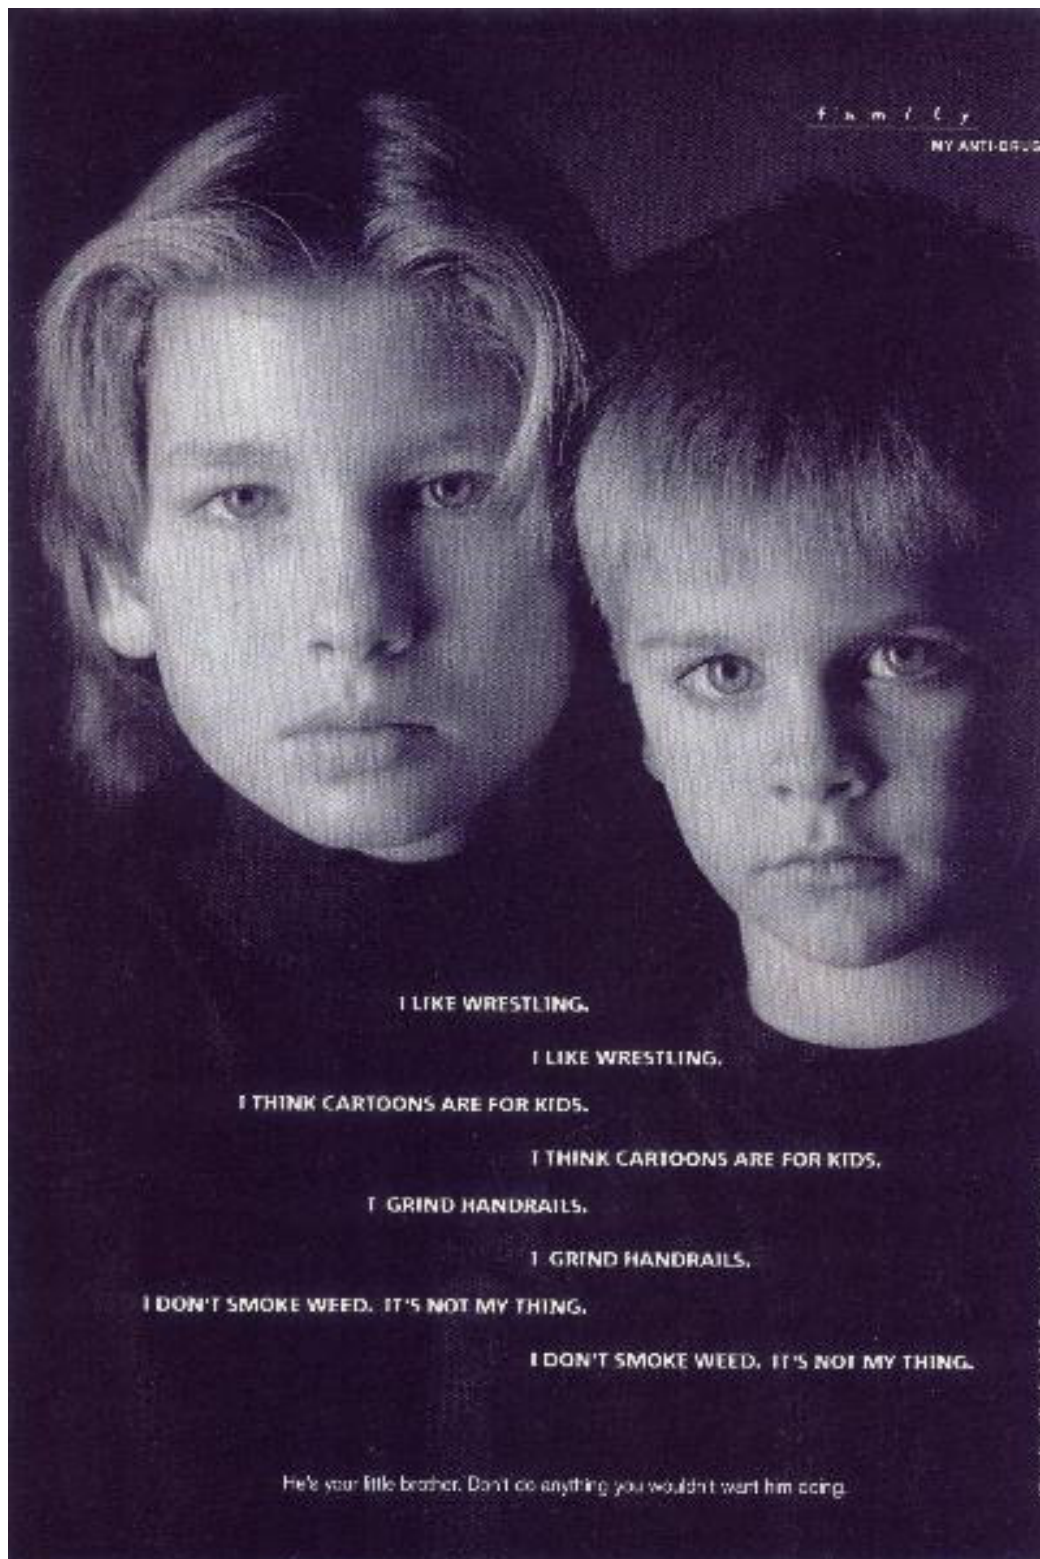 family
MY ANTI-DRUG
I LIKE WRESTLING.
I LIKE WRESTLING.
I THINK CARTOONS ARE FOR KIDS.
I THINK CARTOONS ARE FOR KIDS.
I GRIND HANDRAILS.
I GRIND HANDRAILS.
I DON'T SMOKE WEED. IT'S NOT MY THING.
I DON'T SMOKE WEED. IT'S NOT MY THING.
He's your little brother. Don't do anything you wouldn't want him doing.